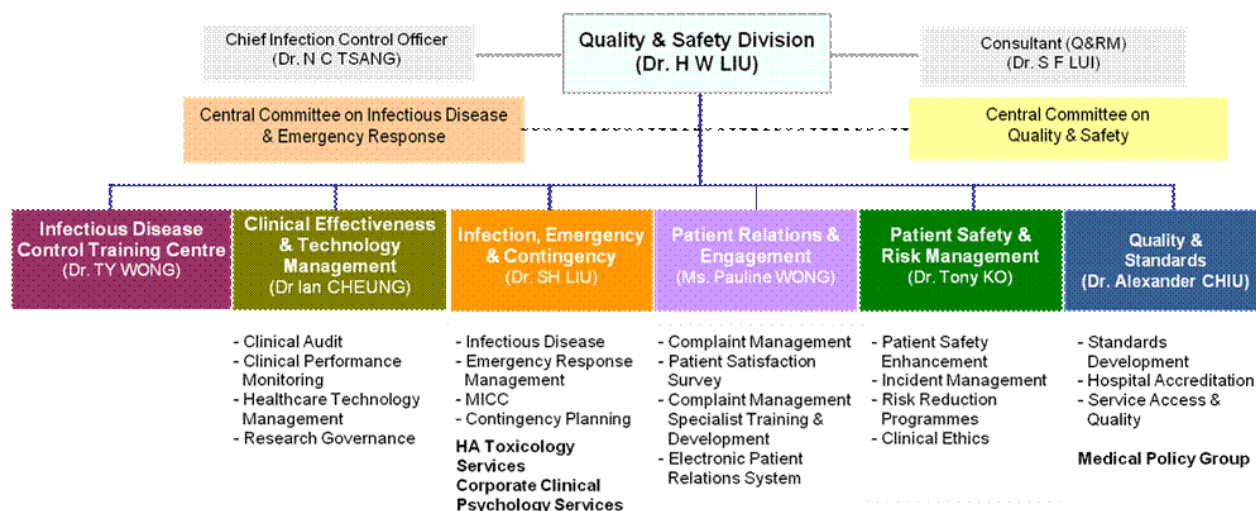 Chief Infection Control Officer
(Dr. N C TSANG)
Quality & Safety Division
(Dr. H W LIU)
Consultant (Q&RM)
(Dr. S F LUI)
Central Committee on Infectious Disease
& Emergency Response
Central Committee on
Quality & Safety
Infectious Disease
Control Training Centre
(Dr. TY WONG)
Clinical Effectiveness
& Technology
Management
(Dr Ian CHEUNG)
Infection, Emergency
& Contingency
(Dr. SH LIU)
Patient Relations &
Engagement
(Ms. Pauline WONG)
Patient Safety &
Risk Management
(Dr. Tony KO)
Quality &
Standards
(Dr. Alexander CHIU)
- Clinical Audit
- Clinical Performance
Monitoring
- Healthcare Technology
Management
- Research Governance
- Infectious Disease
- Emergency Response
Management
- MICC
- Contingency Planning
HA Toxicology
Services
Corporate Clinical
Psychology Services
- Complaint Management
- Patient Satisfaction
Survey
- Complaint Management
Specialist Training &
Development
- Electronic Patient
Relations System
- Patient Safety
Enhancement
- Incident Management
- Risk Reduction
Programmes
- Clinical Ethics
- Standards
Development
- Hospital Accreditation
- Service Access &
Quality
Medical Policy Group